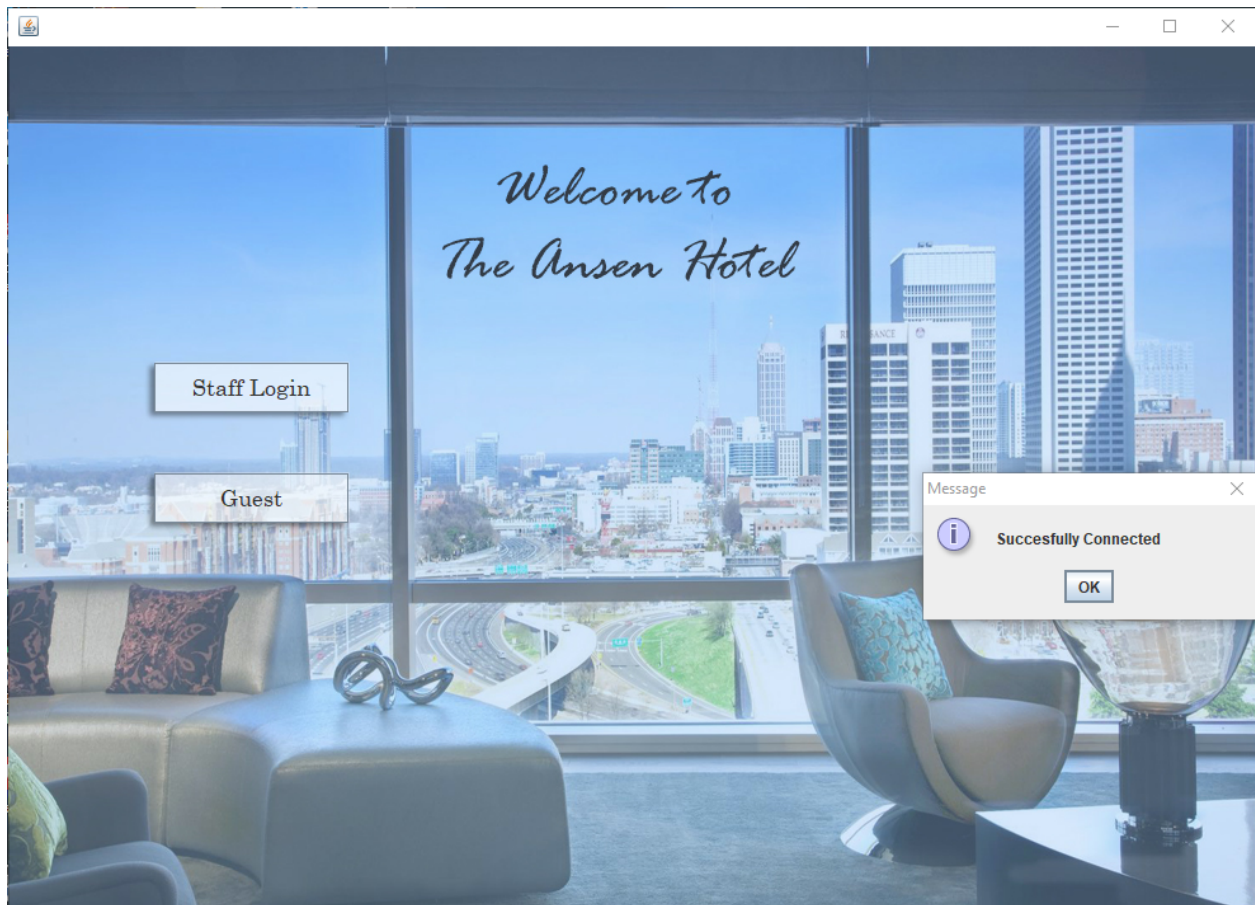 Welcome to
The Ansen Hotel
Staff Login
Guest
Message
Succesfully Connected
OK